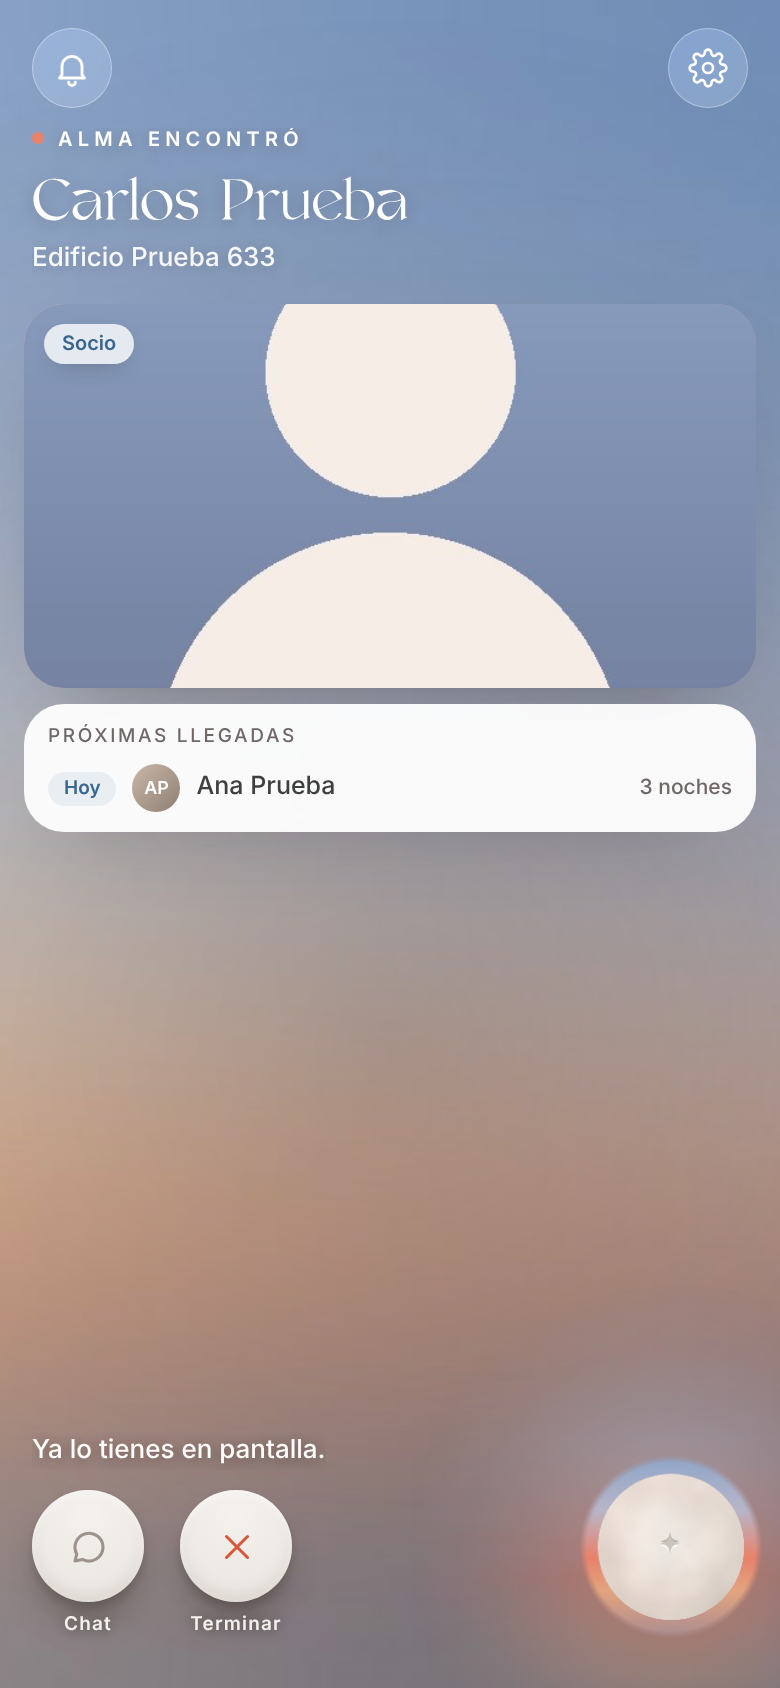 ALMA ENCONTRÓ
Carlos Prueba
Edificio Prueba 633
Socio
PRÓXIMAS LLEGADAS
Hoy AP Ana Prueba 3 noches
Ya lo tienes en pantalla.
Chat Terminar